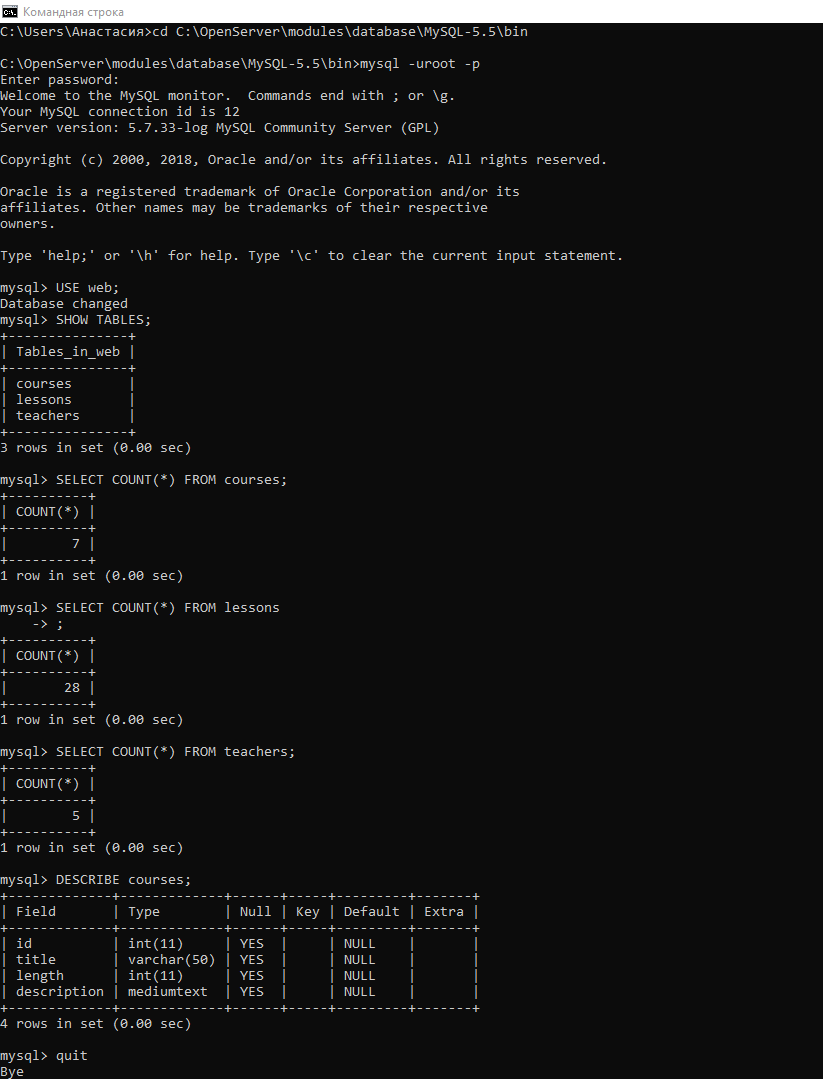 Командная строка
C:\Users\Анастасия>cd C:\OpenServer\modules\database\MySQL-5.5\bin
C:\OpenServer\modules\database\MySQL-5.5\bin>mysql -uroot -p
Enter password:
Welcome to the MySQL monitor.  Commands end with ; or \g.
Your MySQL connection id is 12
Server version: 5.7.33-log MySQL Community Server (GPL)
Copyright (c) 2000, 2018, Oracle and/or its affiliates. All rights reserved.
Oracle is a registered trademark of Oracle Corporation and/or its
affiliates. Other names may be trademarks of their respective
owners.
Type 'help;' or '\h' for help. Type '\c' to clear the current input statement.
mysql> USE web;
Database changed
mysql> SHOW TABLES;
+---------------+
| Tables_in_web |
+---------------+
| courses       |
| lessons       |
| teachers      |
+---------------+
3 rows in set (0.00 sec)
mysql> SELECT COUNT(*) FROM courses;
+----------+
| COUNT(*) |
+----------+
|        7 |
+----------+
1 row in set (0.00 sec)
mysql> SELECT COUNT(*) FROM lessons
    -> ;
+----------+
| COUNT(*) |
+----------+
|       28 |
+----------+
1 row in set (0.00 sec)
mysql> SELECT COUNT(*) FROM teachers;
+----------+
| COUNT(*) |
+----------+
|        5 |
+----------+
1 row in set (0.00 sec)
mysql> DESCRIBE courses;
+-------------+-------------+------+-----+---------+-------+
| Field       | Type        | Null | Key | Default | Extra |
+-------------+-------------+------+-----+---------+-------+
| id          | int(11)     | YES  |     | NULL    |       |
| title       | varchar(50) | YES  |     | NULL    |       |
| length      | int(11)     | YES  |     | NULL    |       |
| description | mediumtext  | YES  |     | NULL    |       |
+-------------+-------------+------+-----+---------+-------+
4 rows in set (0.00 sec)
mysql> quit
Bye